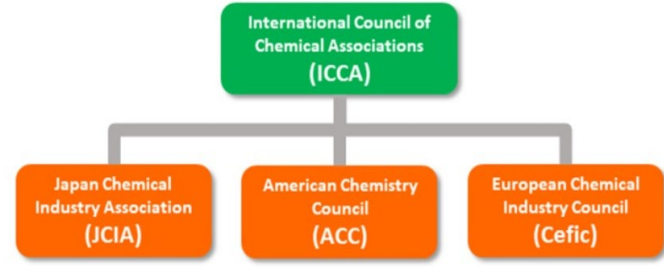 International Council of
Chemical Associations
(ICCA)
Japan Chemical
Industry Association
(JCIA)
American Chemistry
Council
(ACC)
European Chemical
Industry Council
(Cefic)